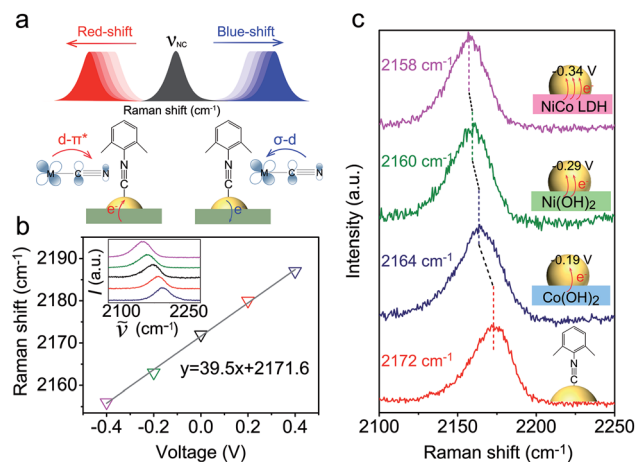 a
Red-shift
νNC
Blue-shift
Raman shift (cm⁻¹)
d-π*
σ-d
M C N
N
C
e⁻
N
C
e⁻
M C N
b
Raman shift (cm⁻¹)
2190
2180
2170
2160
I (a.u.)
2100 2250
ν̃ (cm⁻¹)
y=39.5x+2171.6
-0.4 -0.2 0.0 0.2 0.4
Voltage (V)
c
Intensity (a.u.)
2158 cm⁻¹
-0.34 V
e⁻
NiCo LDH
2160 cm⁻¹
-0.29 V
e⁻
Ni(OH)₂
2164 cm⁻¹
-0.19 V
e⁻
Co(OH)₂
2172 cm⁻¹
N
C
2100 2150 2200 2250
Raman shift (cm⁻¹)